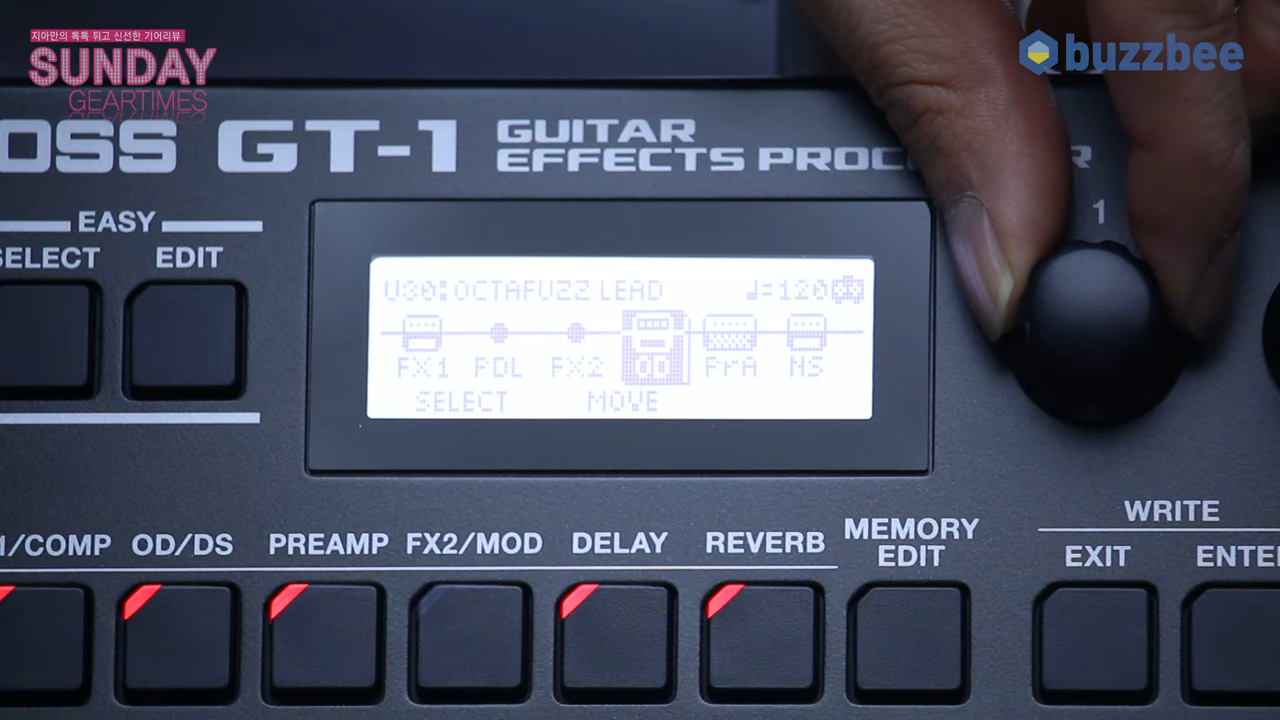 지아만의 톡톡 튀고 신선한 기어리뷰
SUNDAY
GEARTIMES
buzzbee
OSS GT-1
GUITAR
EFFECTS PROC R
1
EASY
SELECT EDIT
U30:OCTAFUZZ LEAD ♩=120
FX1 PDL FX2 OD PrA NS
SELECT MOVE
1/COMP OD/DS PREAMP FX2/MOD DELAY REVERB
MEMORY
EDIT
WRITE
EXIT ENTE